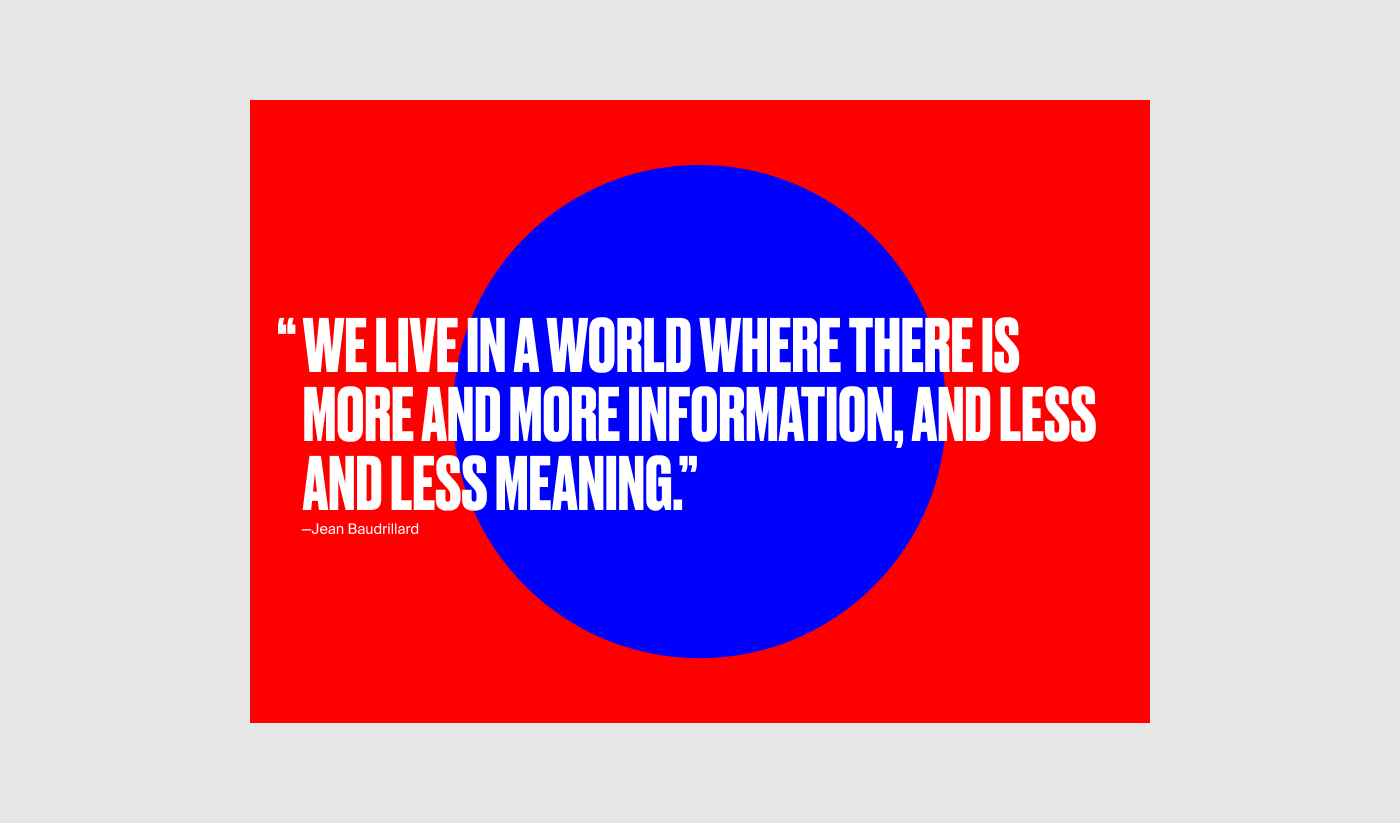 “WE LIVE IN A WORLD WHERE THERE IS
MORE AND MORE INFORMATION, AND LESS
AND LESS MEANING.”
—Jean Baudrillard